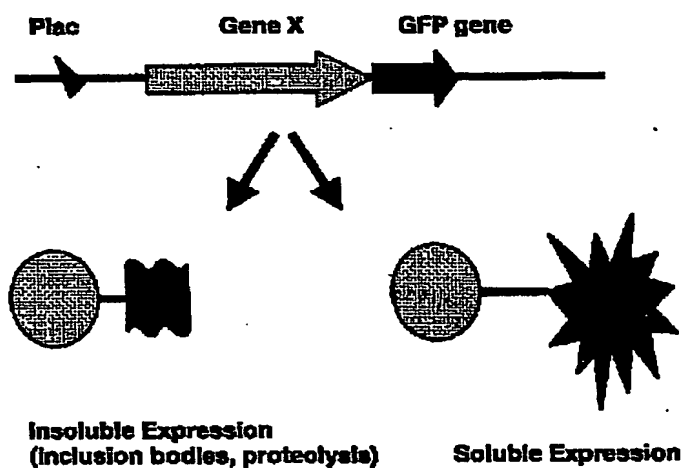 Plac Gene X GFP gene
Insoluble Expression
(inclusion bodies, proteolysis)
Soluble Expression